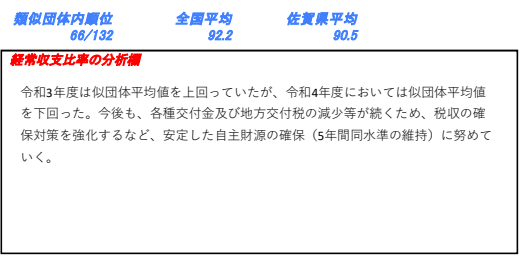 類似団体内順位 全国平均 佐賀県平均
66/132 92.2 90.5
経常収支比率の分析欄
令和3年度は似団体平均値を上回っていたが、令和4年度においては似団体平均値
を下回った。今後も、各種交付金及び地方交付税の減少等が続くため、税収の確
保対策を強化するなど、安定した自主財源の確保（5年間同水準の維持）に努めて
いく。